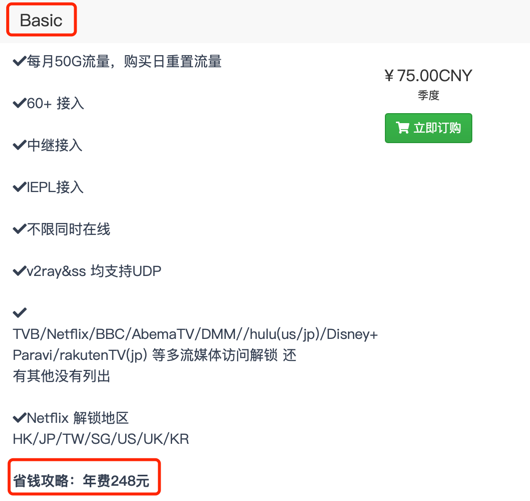 Basic
每月50G流量，购买日重置流量
¥ 75.00CNY
季度
立即订购
60+ 接入
中继接入
IEPL接入
不限同时在线
v2ray&ss 均支持UDP
TVB/Netflix/BBC/AbemaTV/DMM//hulu(us/jp)/Disney+
Paravi/rakutenTV(jp) 等多流媒体访问解锁 还
有其他没有列出
Netflix 解锁地区
HK/JP/TW/SG/US/UK/KR
省钱攻略：年费248元